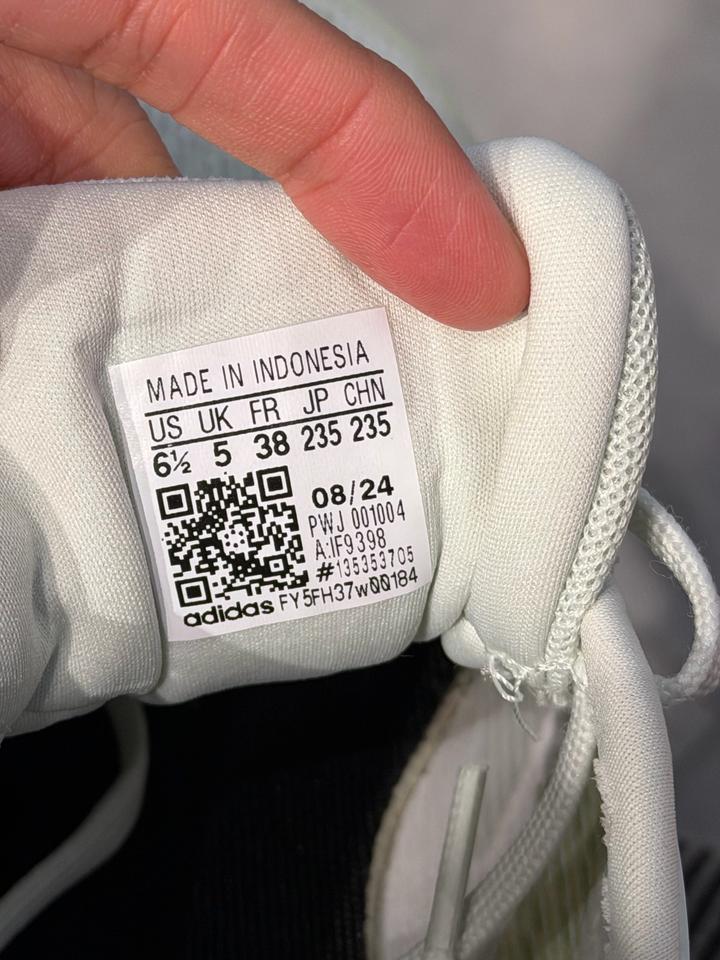 MADE IN INDONESIA
US UK FR JP CHN
6½ 5 38 235 235
08/24
PWJ 001004
A:IF9398
#135353705
adidas FY5FH37w00184